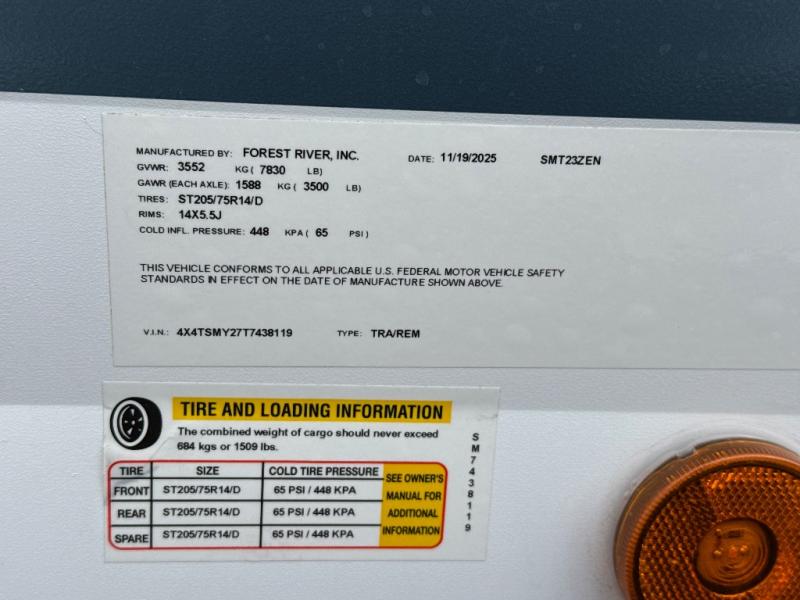 MANUFACTURED BY: FOREST RIVER, INC. DATE: 11/19/2025 SMT23ZEN
GVWR: 3552 KG ( 7830 LB)
GAWR (EACH AXLE): 1588 KG ( 3500 LB)
TIRES: ST205/75R14/D
RIMS: 14X5.5J
COLD INFL. PRESSURE: 448 KPA ( 65 PSI )
THIS VEHICLE CONFORMS TO ALL APPLICABLE U.S. FEDERAL MOTOR VEHICLE SAFETY
STANDARDS IN EFFECT ON THE DATE OF MANUFACTURE SHOWN ABOVE.
V.I.N.: 4X4TSMY27T7438119 TYPE: TRA/REM
TIRE AND LOADING INFORMATION
The combined weight of cargo should never exceed
684 kgs or 1509 lbs.
TIRE SIZE COLD TIRE PRESSURE
FRONT ST205/75R14/D 65 PSI / 448 KPA
REAR ST205/75R14/D 65 PSI / 448 KPA
SPARE ST205/75R14/D 65 PSI / 448 KPA
SEE OWNER'S
MANUAL FOR
ADDITIONAL
INFORMATION
SM7438119